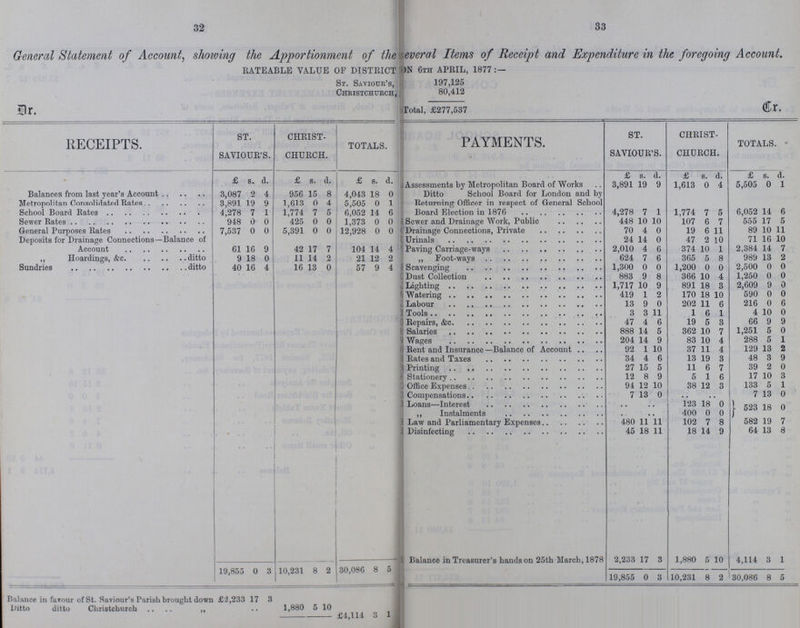 32
33
General Statement of Account, showing the Apportionment of the several Items of Receipt and Expenditure in the foregoing Account.
RATEABLE VALUE OF DISTRICT ON 6TH APRIL, 1877:—
ST. SAVIOUR'S, 197,125
CHRISTCHURCH, 80,412
Total, £277,537
Dr.
Cr.
RECEIPTS. ST. SAVIOUR'S. CHRIST-CHURCH. TOTALS.
£ s. d. £ s. d. £ s. d.
Balances from last year's Account .. .. .. 3,087 2 4 956 15 8 4,043 18 0
Metropolitan Consolidated Rates .. .. .. 3,891 19 9 1,613 0 4 5,505 0 1
School Board Rates .. .. .. 4,278 7 1 1,774 7 5 6,052 14 6
Sewer Rates .. .. .. 948 0 0 425 0 0 1,373 0 0
General Purposes Rates .. .. .. 7,537 0 0 5,391 0 0 12,928 0 0
Deposits for Drainage Connections—Balance of
Account .. .. .. 61 16 9 42 17 7 104 14 4
„ Hoardings, &c. .. .. .. ditto 9 18 0 11 14 2 21 12 2
Sundries .. .. .. ditto 40 16 4 16 13 0 57 9 4
19,855 0 3 10,231 8 2 30,086 8 5
Balance in favour of St. Saviour's Parish brought down £2,233 17 3
Ditto ditto Christchurch .. .. „ .. 1,880 5 10
£4,114 3 1
PAYMENTS. ST. SAVIOUR'S. CHRIST-CHURCH. TOTALS.
£ s. d. £ s. d. £ s. d.
Assessments by Metropolitan Board of Works .. 3,891 19 9 1,613 0 4 5,505 0 1
Ditto School Board for London and by
Returning Officer in respect of General School
Board Election in 1876 .. .. .. 4,278 7 1 1,774 7 5 6,052 14 6
Sewer and Drainage Work, Public .. .. .. 448 10 10 107 6 7 555 17 5
Drainage Connections, Private .. .. .. 70 4 0 19 6 11 89 10 11
Urinals .. .. .. 24 14 0 47 2 10 71 16 10
Paving Carriage-ways .. .. .. 2,010 4 6 374 10 1 2,384 14 7
„ Foot-ways .. .. .. 624 7 6 365 5 8 989 13 2
Scavenging .. .. .. 1,300 0 0 1,200 0 0 2,500 0 0
Dust Collection .. .. .. 883 9 8 366 10 4 1,250 0 0
Lighting .. .. .. 1,717 10 9 891 18 3 2,609 9 0
Watering .. .. .. 419 1 2 170 18 10 590 0 0
Labour .. .. .. 13 9 0 202 11 6 216 0 6
Tools .. .. .. 3 3 11 1 6 1 4 10 0
Repairs, &c. .. .. .. 47 4 6 19 5 3 66 9 9
Salaries .. .. .. 888 14 5 362 10 7 1,251 5 0
Wages .. .. .. 204 14 9 83 10 4 288 5 1
Rent and Insurance—Balance of Account .. .. 92 1 10 37 11 4 129 13 2
Rates and Taxes .. .. .. 34 4 6 13 19 3 48 3 9
Printing .. .. .. 27 15 5 11 6 7 39 2 0
Stationery .. .. .. 12 8 9 5 1 6 17 10 3
Office Expenses .. .. .. 94 12 10 38 12 3 133 5 1
Compensations .. .. .. 7 13 0 .. .. 7 13 0
Loans—Interest .. .. .. .. .. 123 18 0 } 523 18 0
„ Instalments .. .. .. .. .. 400 0 0 }
Law and Parliamentary Expenses .. .. .. 480 11 11 102 7 8 582 19 7
Disinfecting .. .. .. 45 18 11 18 14 9 64 13 8
Balance in Treasurer's hands on 25th March, 1878 2,233 17 3 1,880 5 10 4,114 3 1
19,855 0 3 10,231 8 2 30,086 8 5